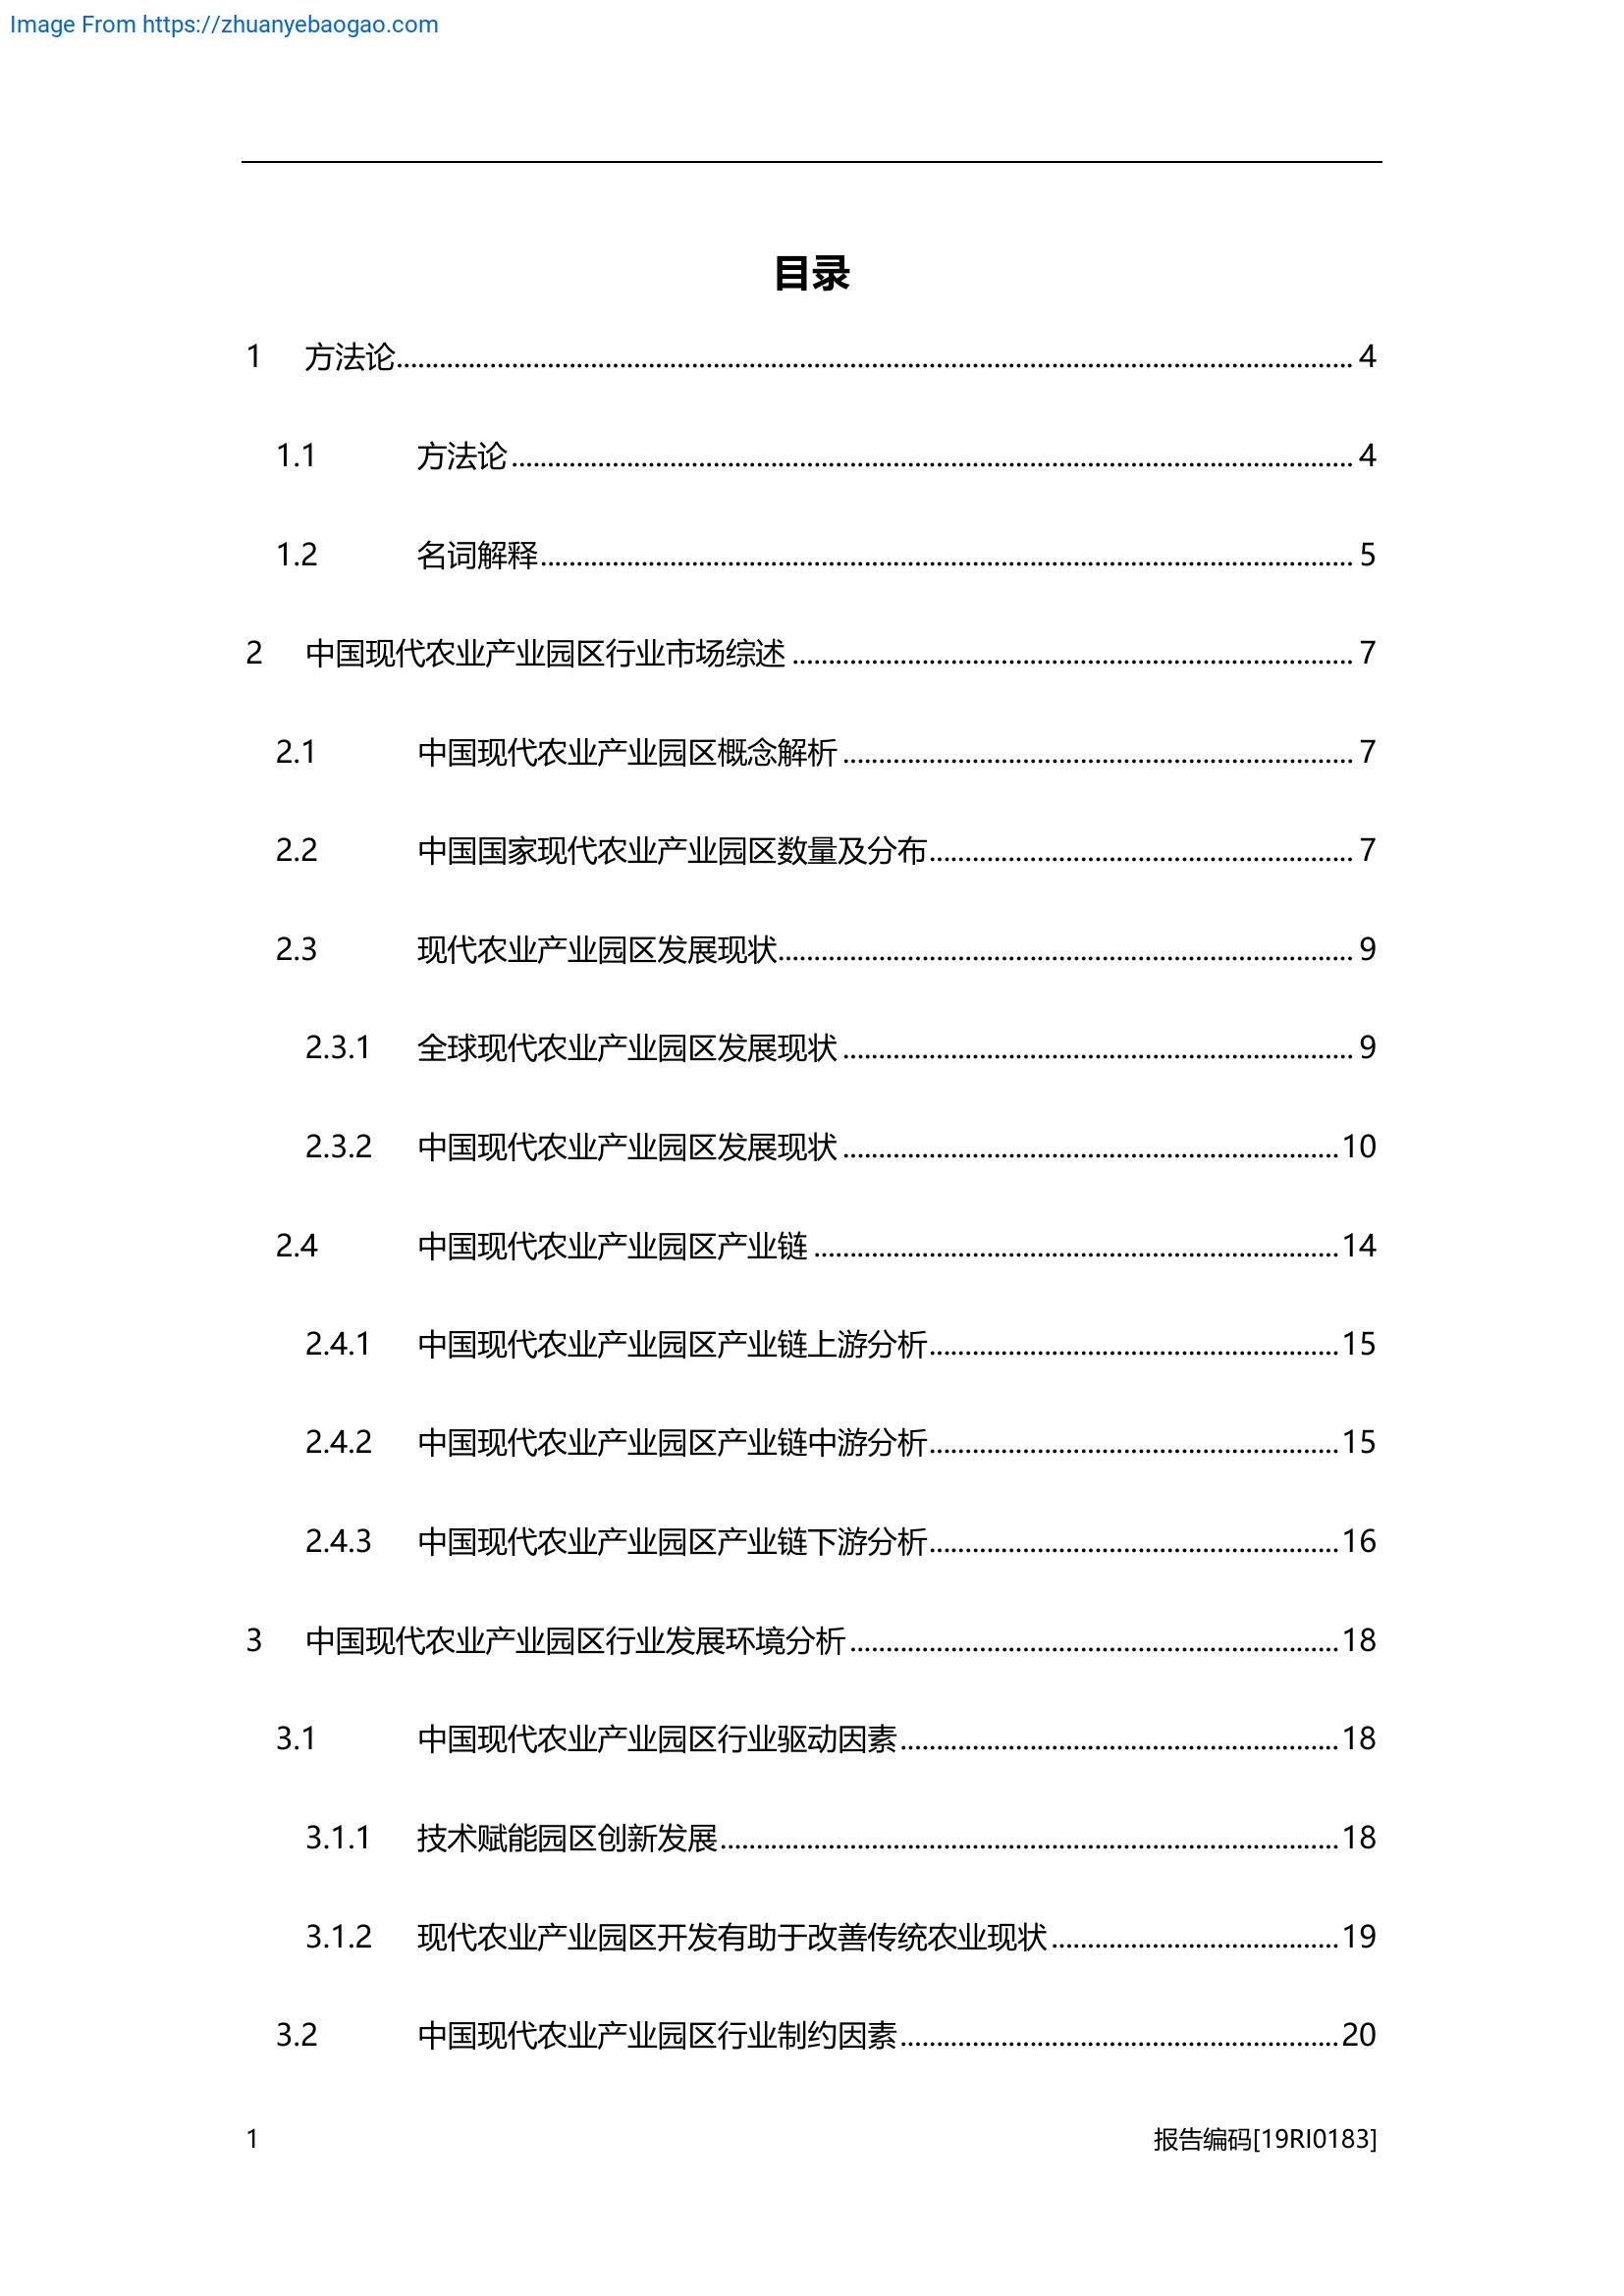 Image From https://zhuanyebaogao.com
目录
1 方法论 4
1.1 方法论 4
1.2 名词解释 5
2 中国现代农业产业园区行业市场综述 7
2.1 中国现代农业产业园区概念解析 7
2.2 中国国家现代农业产业园区数量及分布 7
2.3 现代农业产业园区发展现状 9
2.3.1 全球现代农业产业园区发展现状 9
2.3.2 中国现代农业产业园区发展现状 10
2.4 中国现代农业产业园区产业链 14
2.4.1 中国现代农业产业园区产业链上游分析 15
2.4.2 中国现代农业产业园区产业链中游分析 15
2.4.3 中国现代农业产业园区产业链下游分析 16
3 中国现代农业产业园区行业发展环境分析 18
3.1 中国现代农业产业园区行业驱动因素 18
3.1.1 技术赋能园区创新发展 18
3.1.2 现代农业产业园区开发有助于改善传统农业现状 19
3.2 中国现代农业产业园区行业制约因素 20
1 报告编码[19RI0183]